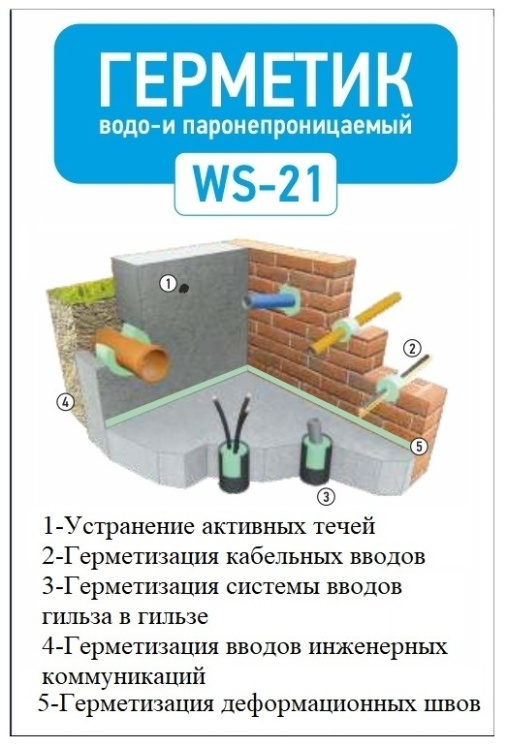 ГЕРМЕТИК
водо-и паронепроницаемый
WS-21
1
2
4
5
3
1-Устранение активных течей
2-Герметизация кабельных вводов
3-Герметизация системы вводов
гильза в гильзе
4-Герметизация вводов инженерных
коммуникаций
5-Герметизация деформационных швов